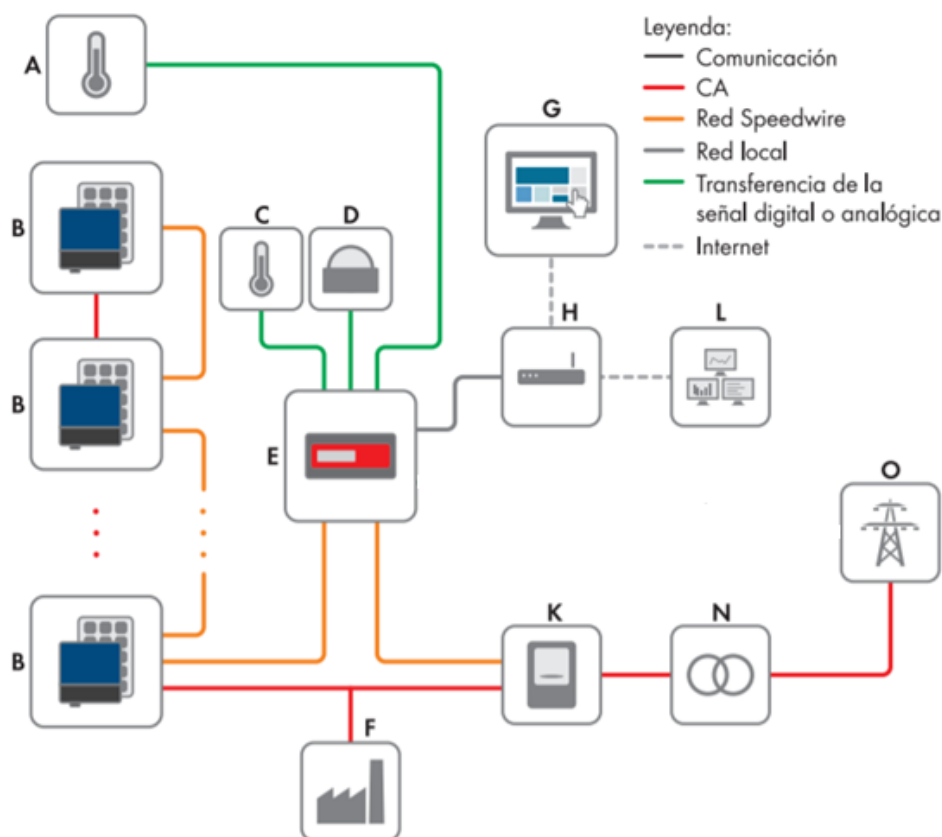 Leyenda:
Comunicación
CA
Red Speedwire
Red local
Transferencia de la
señal digital o analógica
Internet
A
G
B
C
D
H
L
B
E
O
K
N
B
F